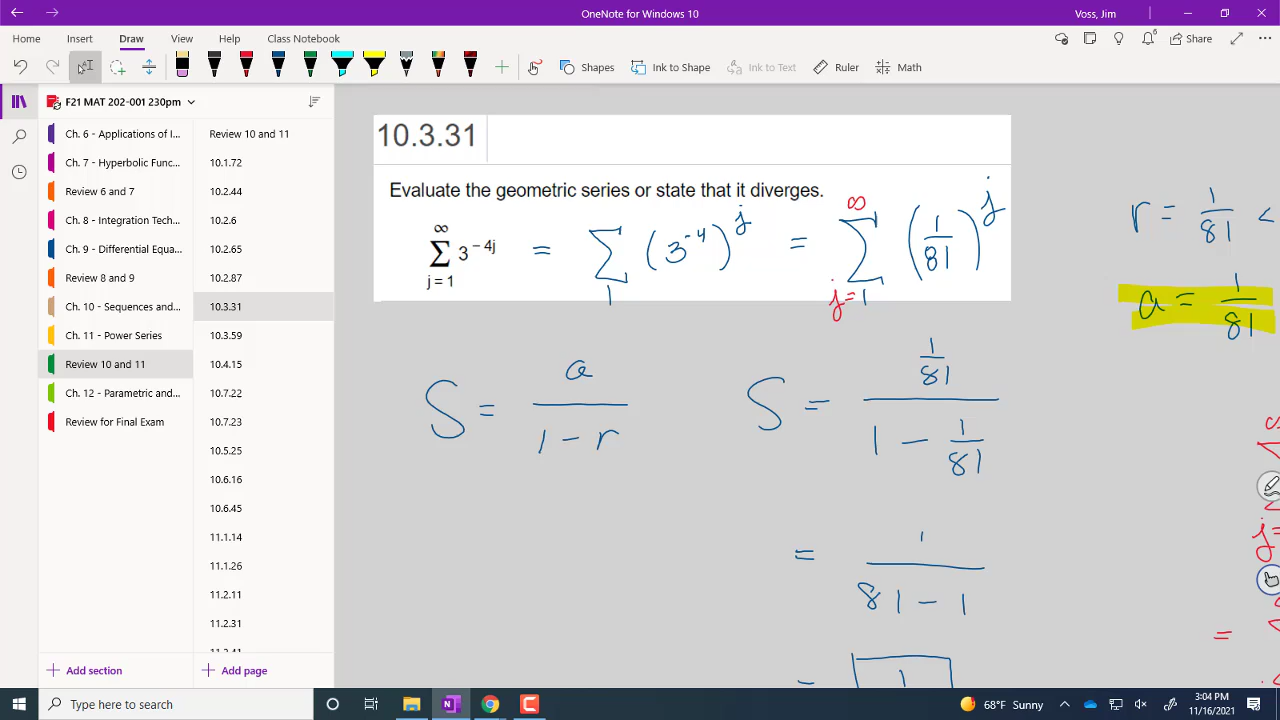 OneNote for Windows 10
Voss, Jim
Home Insert Draw View Help Class Notebook
Share
Shapes Ink to Shape Ink to Text Ruler Math
F21 MAT 202-001 230pm
Ch. 6 - Applications of I...
Ch. 7 - Hyperbolic Func...
Review 6 and 7
Ch. 8 - Integration Tech...
Ch. 9 - Differential Equa...
Review 8 and 9
Ch. 10 - Sequences and...
Ch. 11 - Power Series
Review 10 and 11
Ch. 12 - Parametric and...
Review for Final Exam
Add section
Review 10 and 11
10.1.72
10.2.44
10.2.6
10.2.65
10.2.87
10.3.31
10.3.59
10.4.15
10.7.22
10.7.23
10.5.25
10.6.16
10.6.45
11.1.14
11.1.26
11.2.11
11.2.31
Add page
10.3.31
Evaluate the geometric series or state that it diverges.
∞
Σ 3^{-4j} = Σ (3^{-4})^j = Σ (1/81)^j
j = 1
r = 1/81 <
a = 1/81
S = a/(1 - r)
S = (1/81)/(1 - 1/81)
= 1/(81 - 1)
Type here to search
68°F Sunny
3:04 PM
11/16/2021